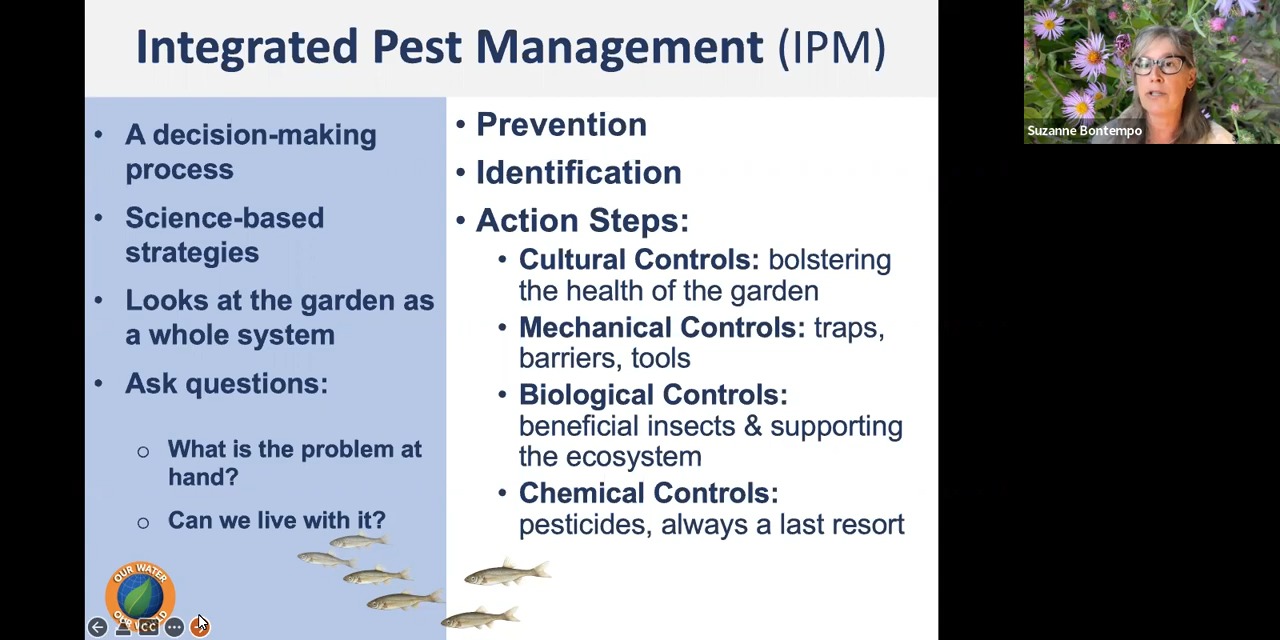 Integrated Pest Management (IPM)
• A decision-making
process
• Science-based
strategies
• Looks at the garden as
a whole system
• Ask questions:
o What is the problem at
hand?
o Can we live with it?
• Prevention
• Identification
• Action Steps:
• Cultural Controls: bolstering
the health of the garden
• Mechanical Controls: traps,
barriers, tools
• Biological Controls:
beneficial insects & supporting
the ecosystem
• Chemical Controls:
pesticides, always a last resort
OUR WATER
OUR WORLD
CC
Suzanne Bontempo